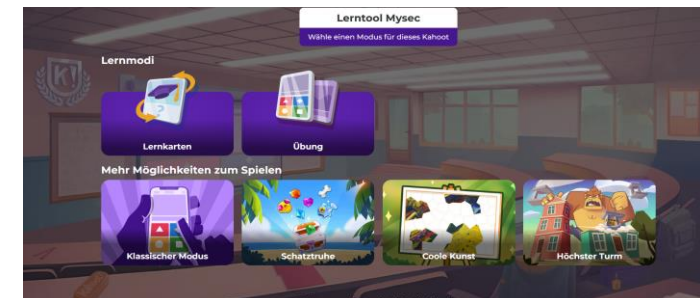 Lerntool Mysec
Wähle einen Modus für dieses Kahoot
Lernmodi
K!
Lernkarten
Übung
Mehr Möglichkeiten zum Spielen
Klassischer Modus
Schatztruhe
Coole Kunst
Höchster Turm